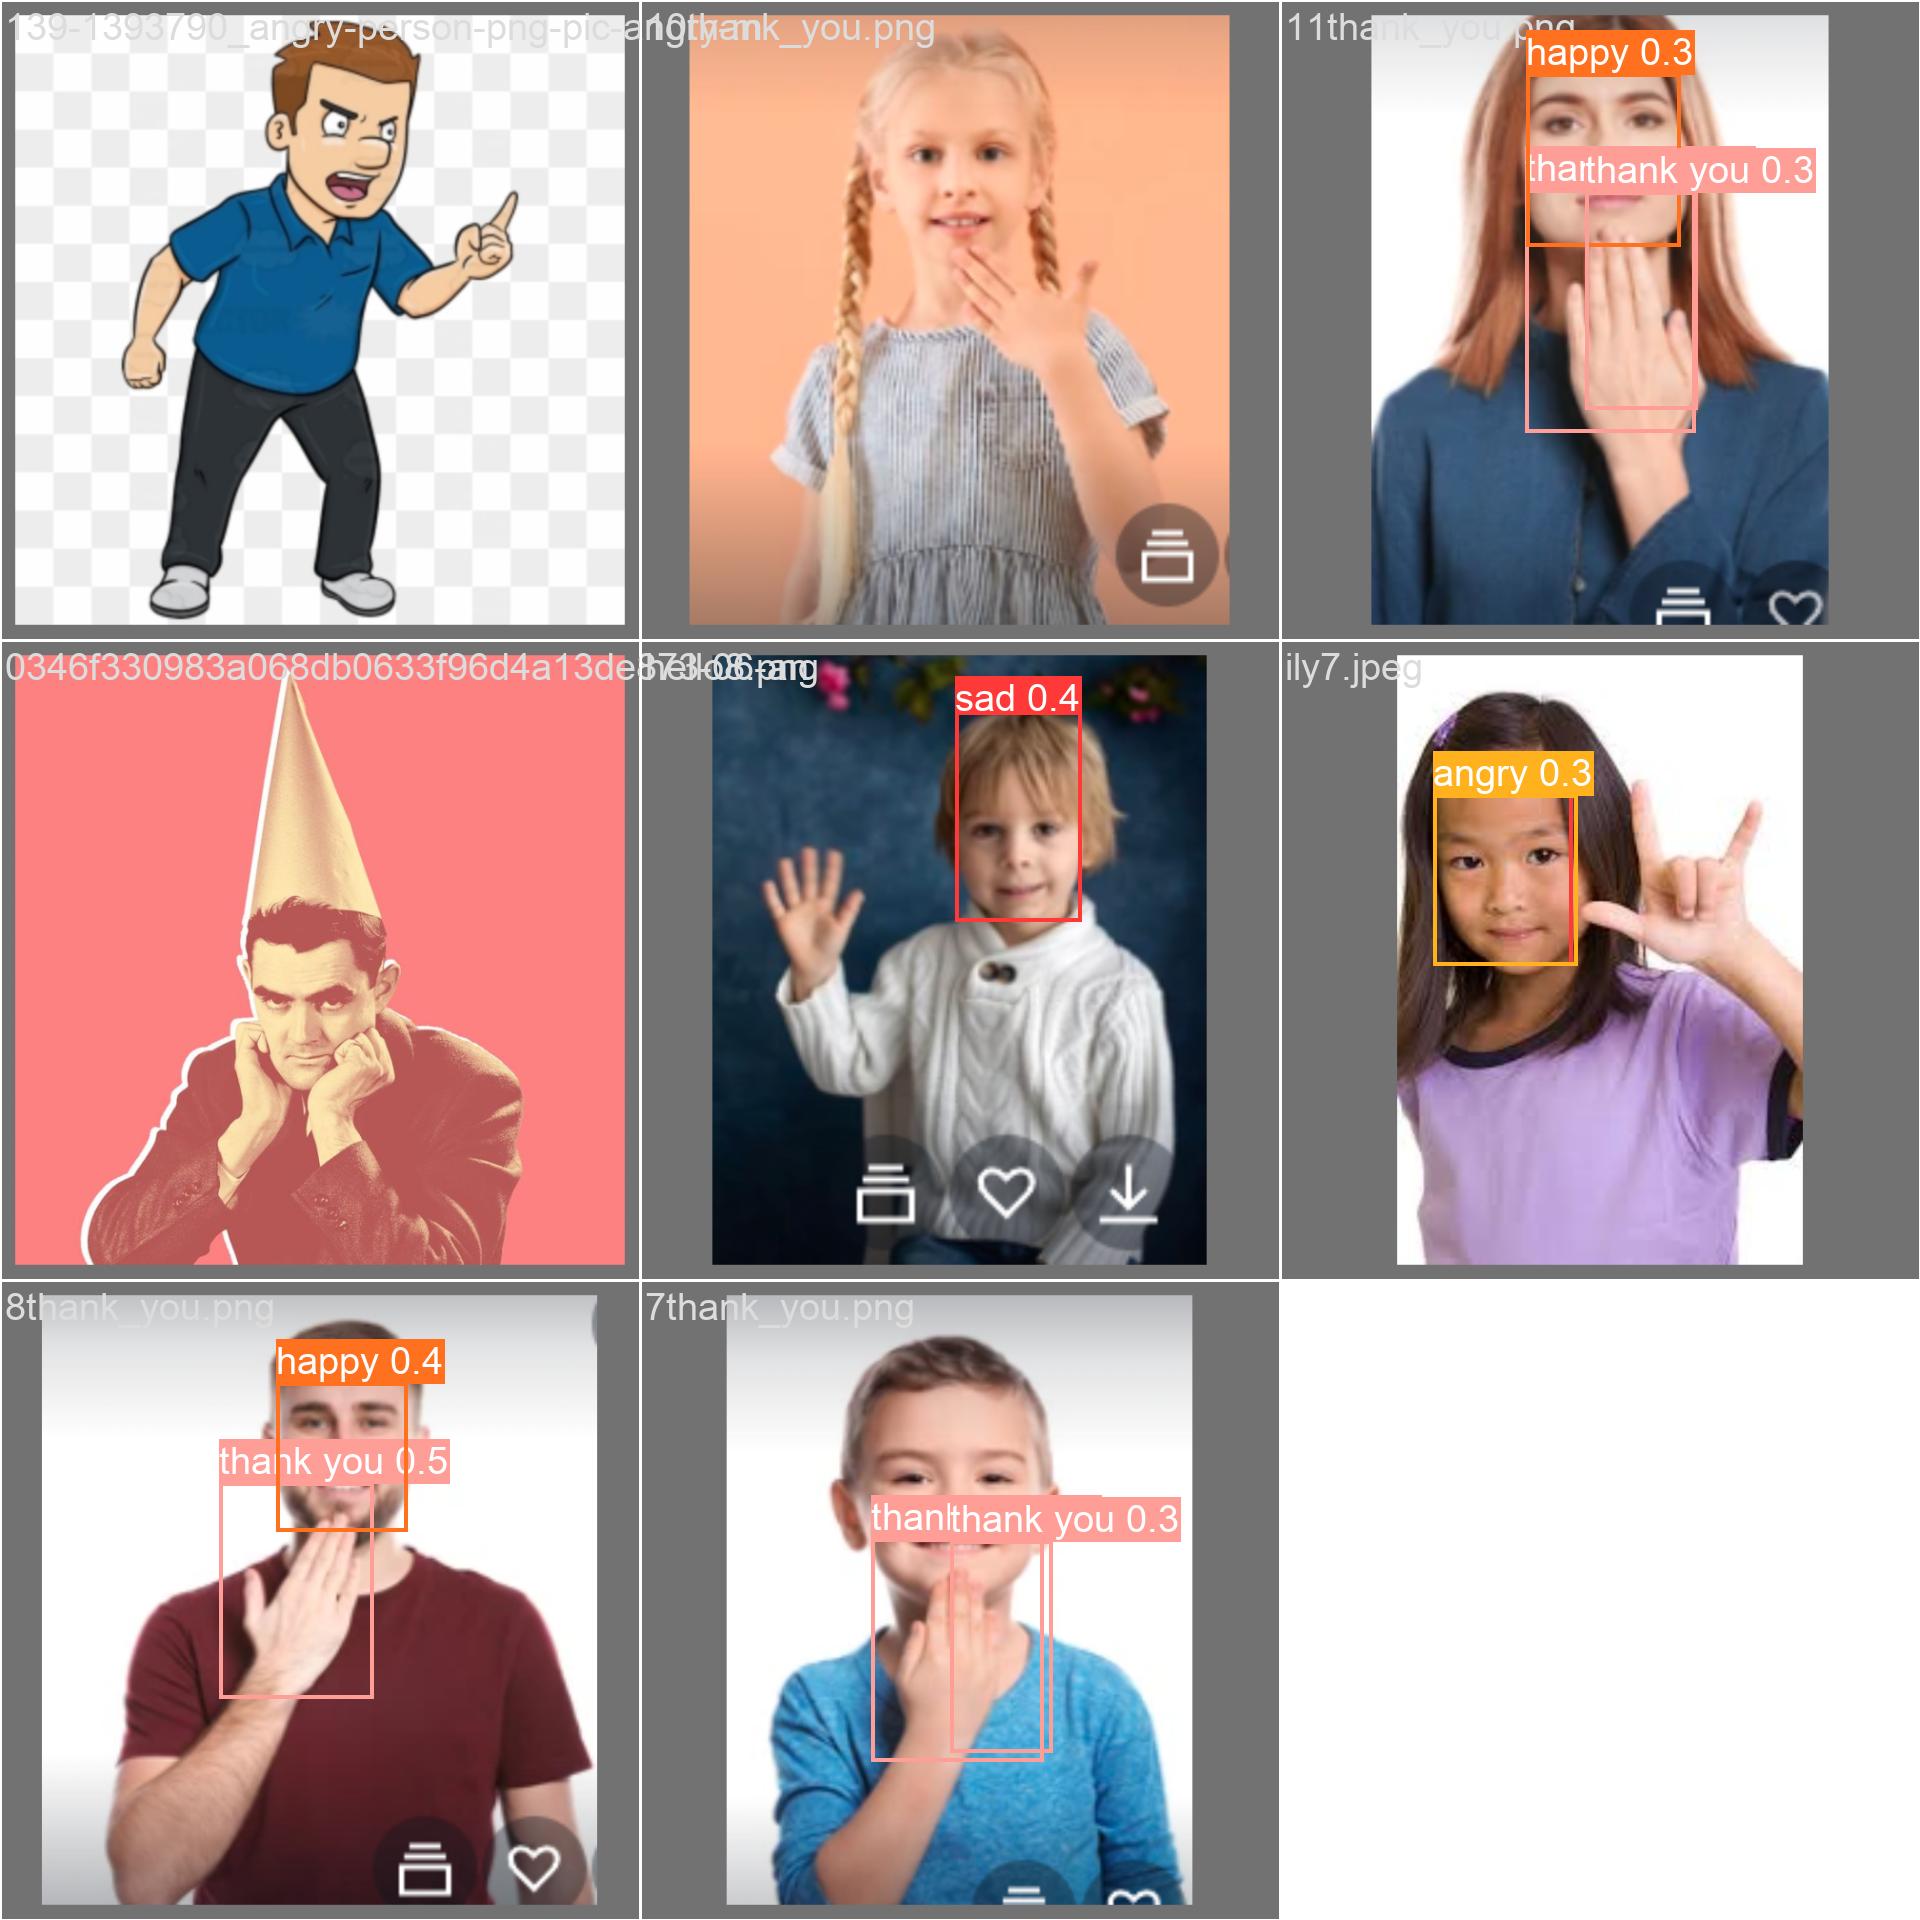 139-1393790_angry-person-png-pic-angry-m
10thank_you.png
11thank_you.png
happy 0.3
thank you 0.3
0346f330983a068db0633f96d4a13de8
sad 0.4
ily7.jpeg
angry 0.3
8thank_you.png
happy 0.4
thank you 0.5
7thank_you.png
thank you 0.3